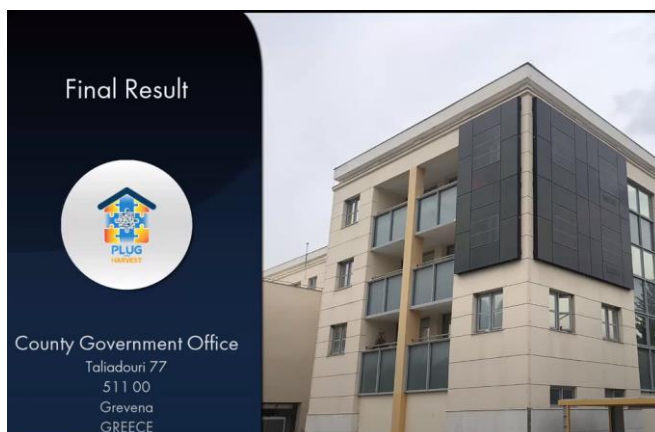 Final Result
PLUG
HARVEST
County Government Office
Taliadouri 77
511 00
Grevena
GREECE